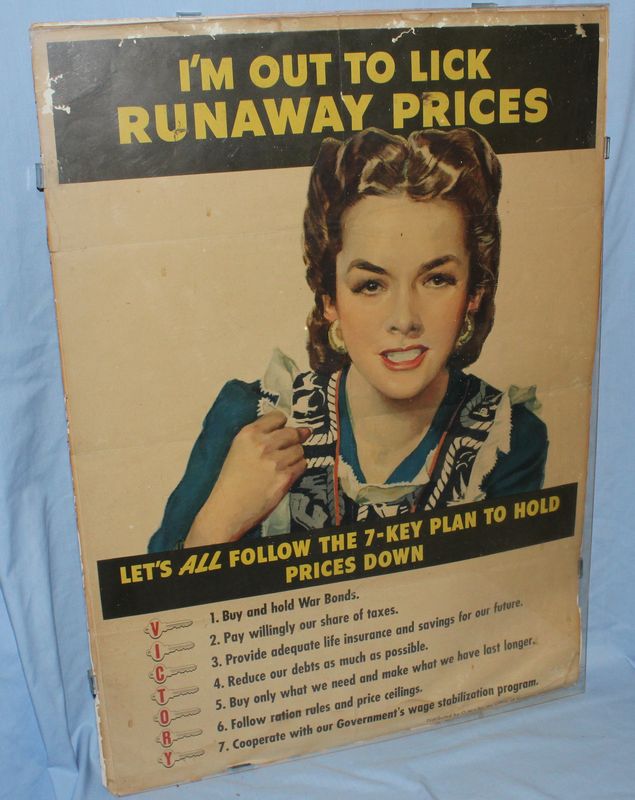 I'M OUT TO LICK
RUNAWAY PRICES
LET'S ALL FOLLOW THE 7-KEY PLAN TO HOLD
PRICES DOWN
V I C T O R Y
1. Buy and hold War Bonds.
2. Pay willingly our share of taxes.
3. Provide adequate life insurance and savings for our future.
4. Reduce our debts as much as possible.
5. Buy only what we need and make what we have last longer.
6. Follow ration rules and price ceilings.
7. Cooperate with our Government's wage stabilization program.
Distributed by